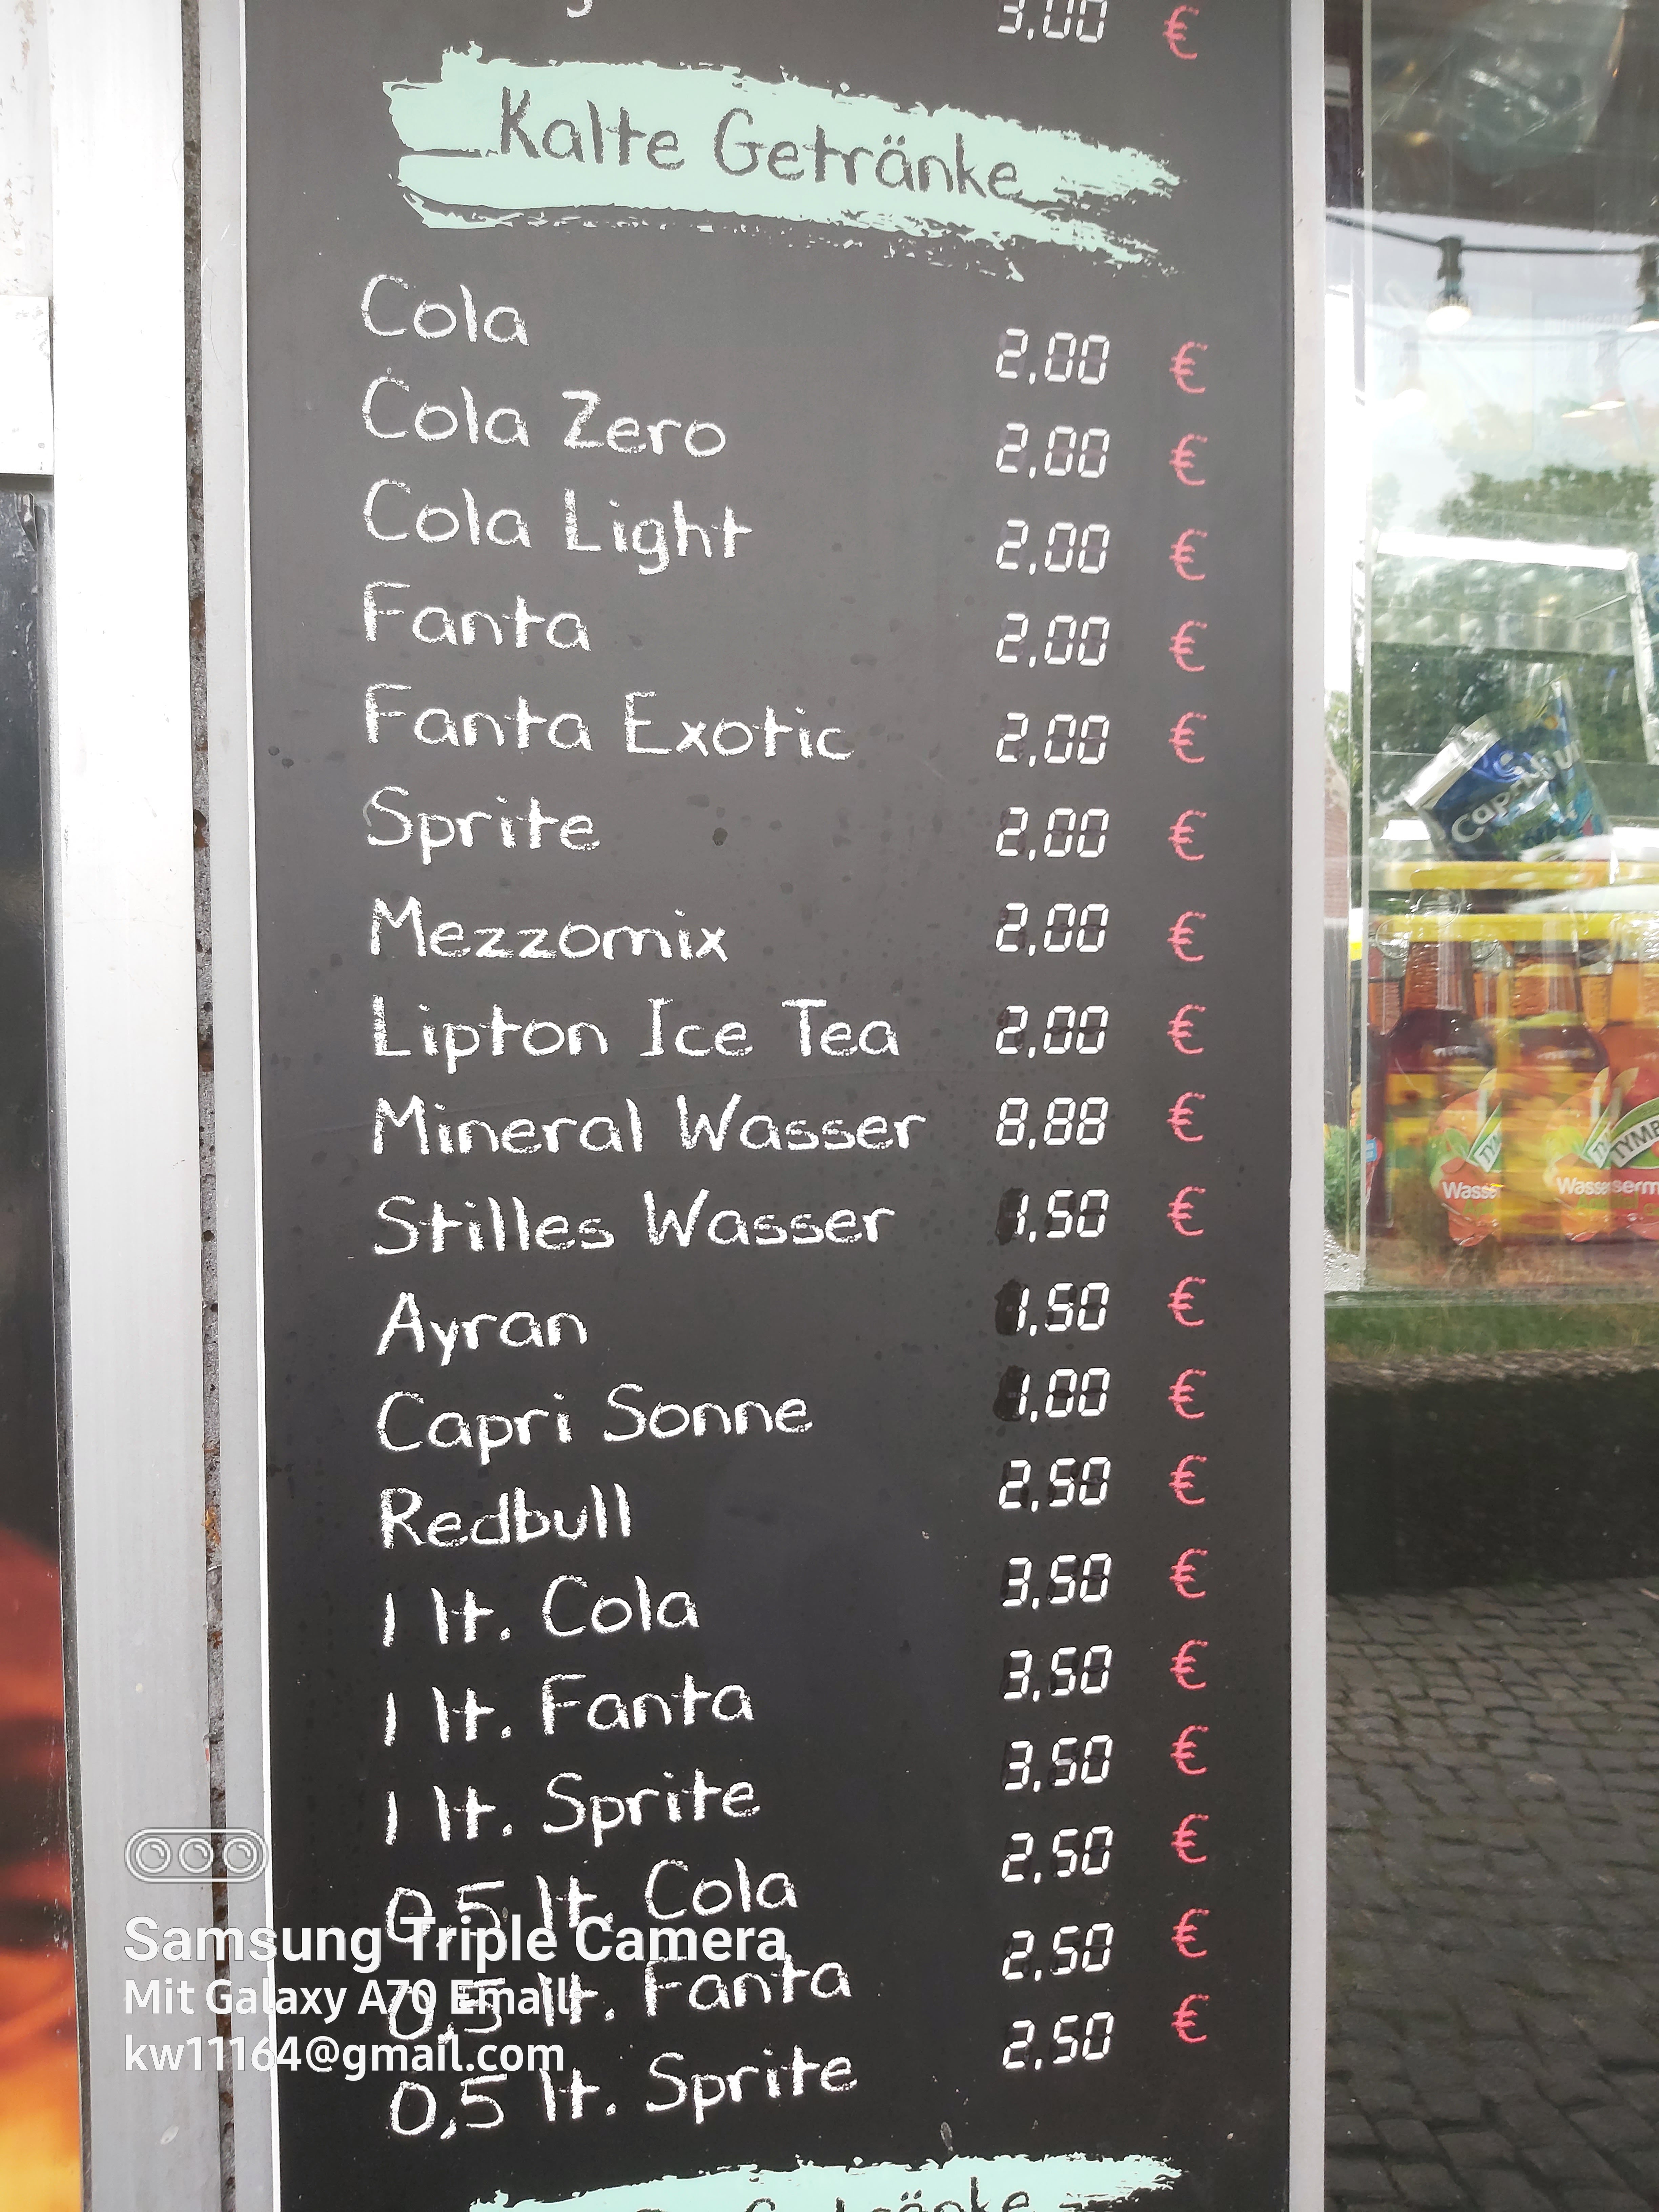 3.00 €
Kalte Getränke
Cola 2.00 €
Cola Zero 2.00 €
Cola Light 2.00 €
Fanta 2.00 €
Fanta Exotic 2.00 €
Sprite 2.00 €
Mezzomix 2.00 €
Lipton Ice Tea 2.00 €
Mineral Wasser 8.88 €
Stilles Wasser 1.50 €
Ayran 1.50 €
Capri Sonne 1.00 €
Redbull 2.50 €
1 lt. Cola 3.50 €
1 lt. Fanta 3.50 €
1 lt. Sprite 3.50 €
0,5 lt. Cola 2.50 €
0,5 lt. Fanta 2.50 €
0,5 lt. Sprite 2.50 €
Samsung Triple Camera
Mit Galaxy A70 Email:
kw11164@gmail.com